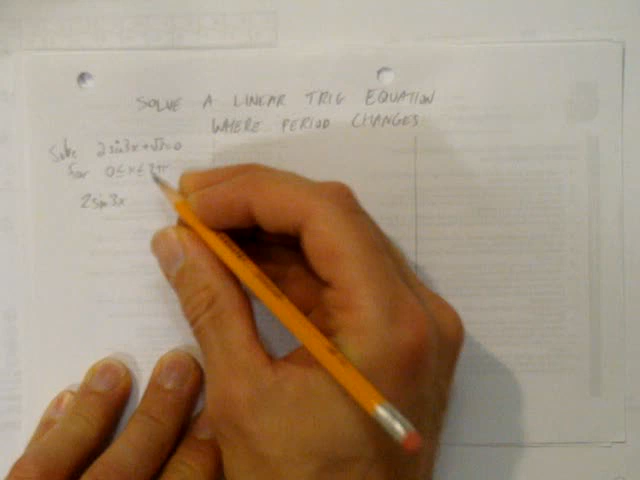 SOLVE A LINEAR TRIG EQUATION
WHERE PERIOD CHANGES
Solve 2sin3x+√3=0
for 0≤x≤2π
2sin3x